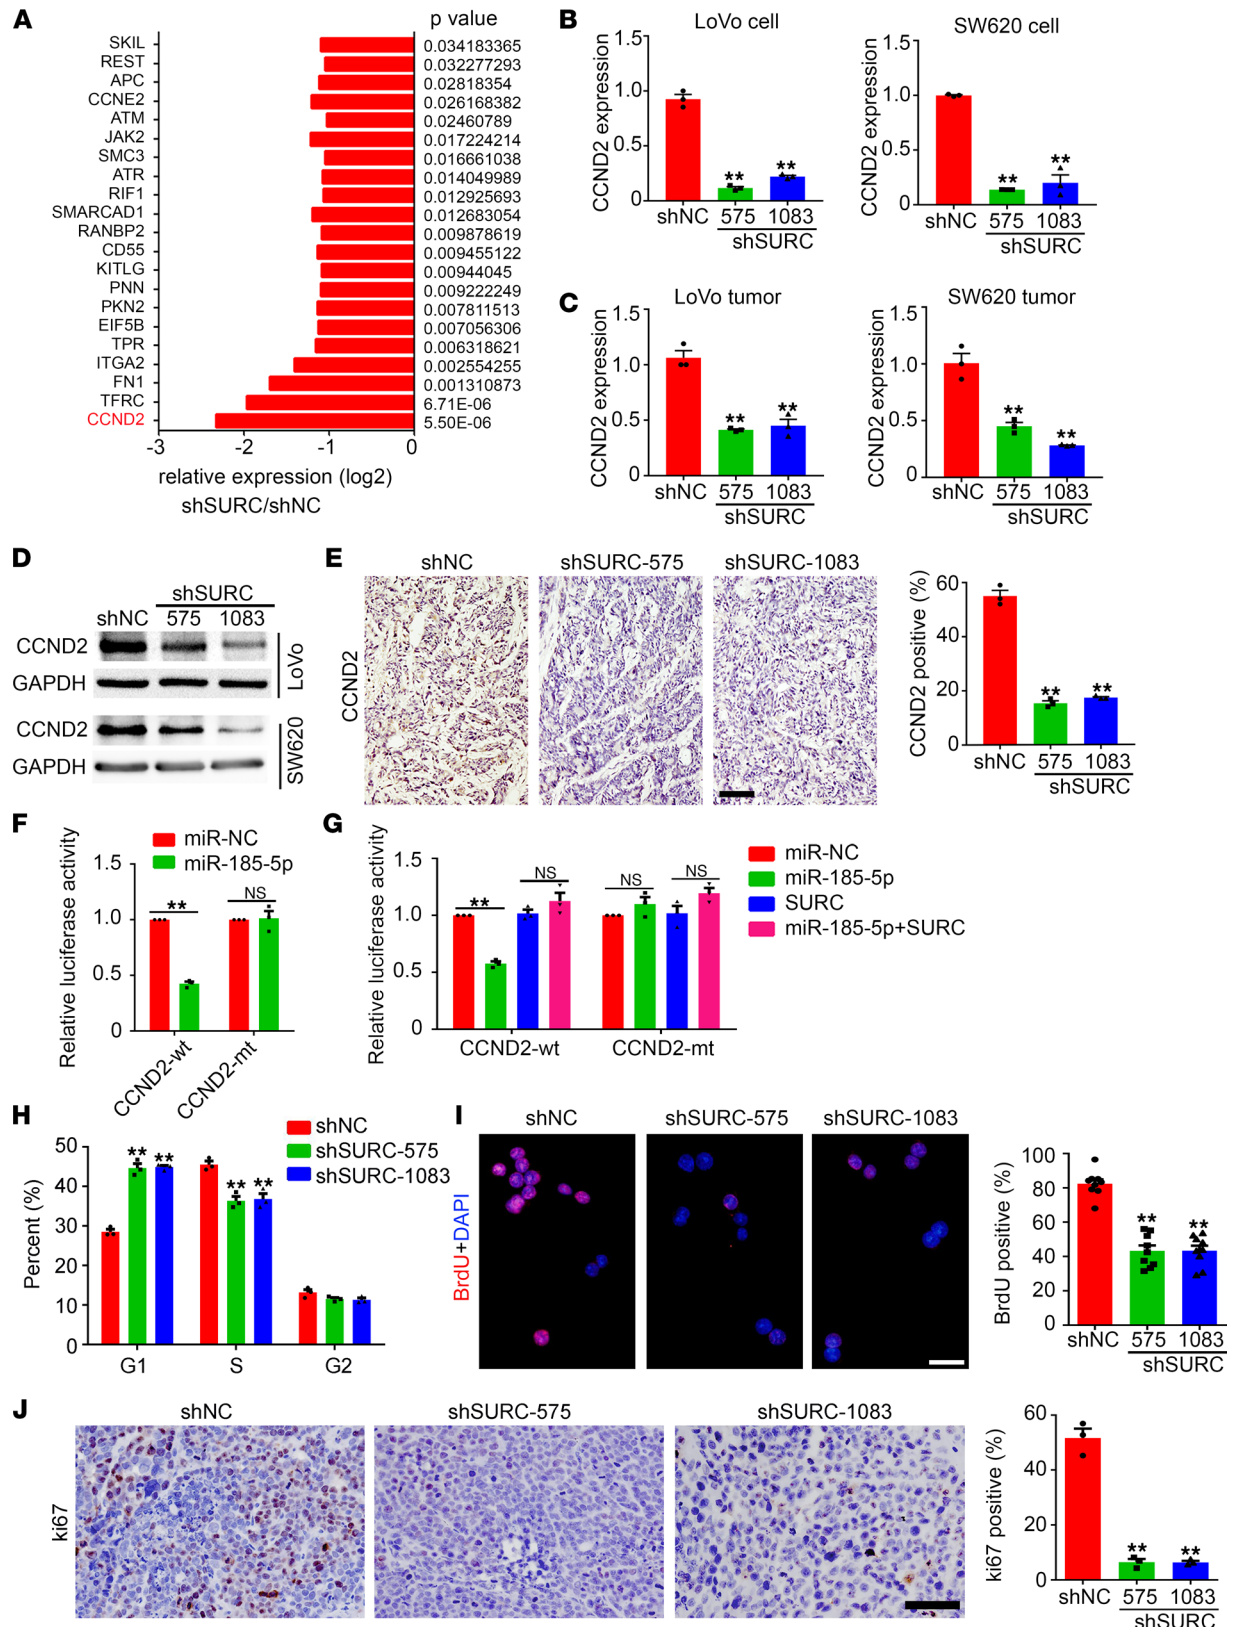 A
p value
SKIL 0.034183365
REST 0.032277293
APC 0.02818354
CCNE2 0.026168382
ATM 0.02460789
JAK2 0.017224214
SMC3 0.016661038
ATR 0.014049989
RIF1 0.012925693
SMARCAD1 0.012683054
RANBP2 0.009878619
CD55 0.009455122
KITLG 0.00944045
PNN 0.009222249
PKN2 0.007811513
EIF5B 0.007056306
TPR 0.006318621
ITGA2 0.002554255
FN1 0.001310873
TFRC 6.71E-06
CCND2 5.50E-06
-3 -2 -1 0
relative expression (log2)
shSURC/shNC
B
LoVo cell
CCND2 expression
1.5
1.0
0.5
0
** **
shNC 575 1083
shSURC
SW620 cell
CCND2 expression
1.5
1.0
0.5
0
** **
shNC 575 1083
shSURC
C
LoVo tumor
CCND2 expression
1.5
1.0
0.5
0
** **
shNC 575 1083
shSURC
SW620 tumor
CCND2 expression
1.5
1.0
0.5
0
** **
shNC 575 1083
shSURC
D
shSURC
shNC 575 1083
CCND2
GAPDH
LoVo
CCND2
GAPDH
SW620
E
shNC shSURC-575 shSURC-1083
CCND2
CCND2 positive (%)
60
40
20
0
** **
shNC 575 1083
shSURC
F
miR-NC
miR-185-5p
Relative luciferase activity
1.5
1.0
0.5
0
** NS
CCND2-wt CCND2-mt
G
Relative luciferase activity
1.5
1.0
0.5
0
** NS NS NS
CCND2-wt CCND2-mt
miR-NC
miR-185-5p
SURC
miR-185-5p+SURC
H
shNC
shSURC-575
shSURC-1083
Percent (%)
50
40
30
20
10
0
** ** ** **
G1 S G2
I
shNC shSURC-575 shSURC-1083
BrdU+DAPI
BrdU positive (%)
100
80
60
40
20
0
** **
shNC 575 1083
shSURC
J
shNC shSURC-575 shSURC-1083
ki67
ki67 positive (%)
60
40
20
0
** **
shNC 575 1083
shSURC